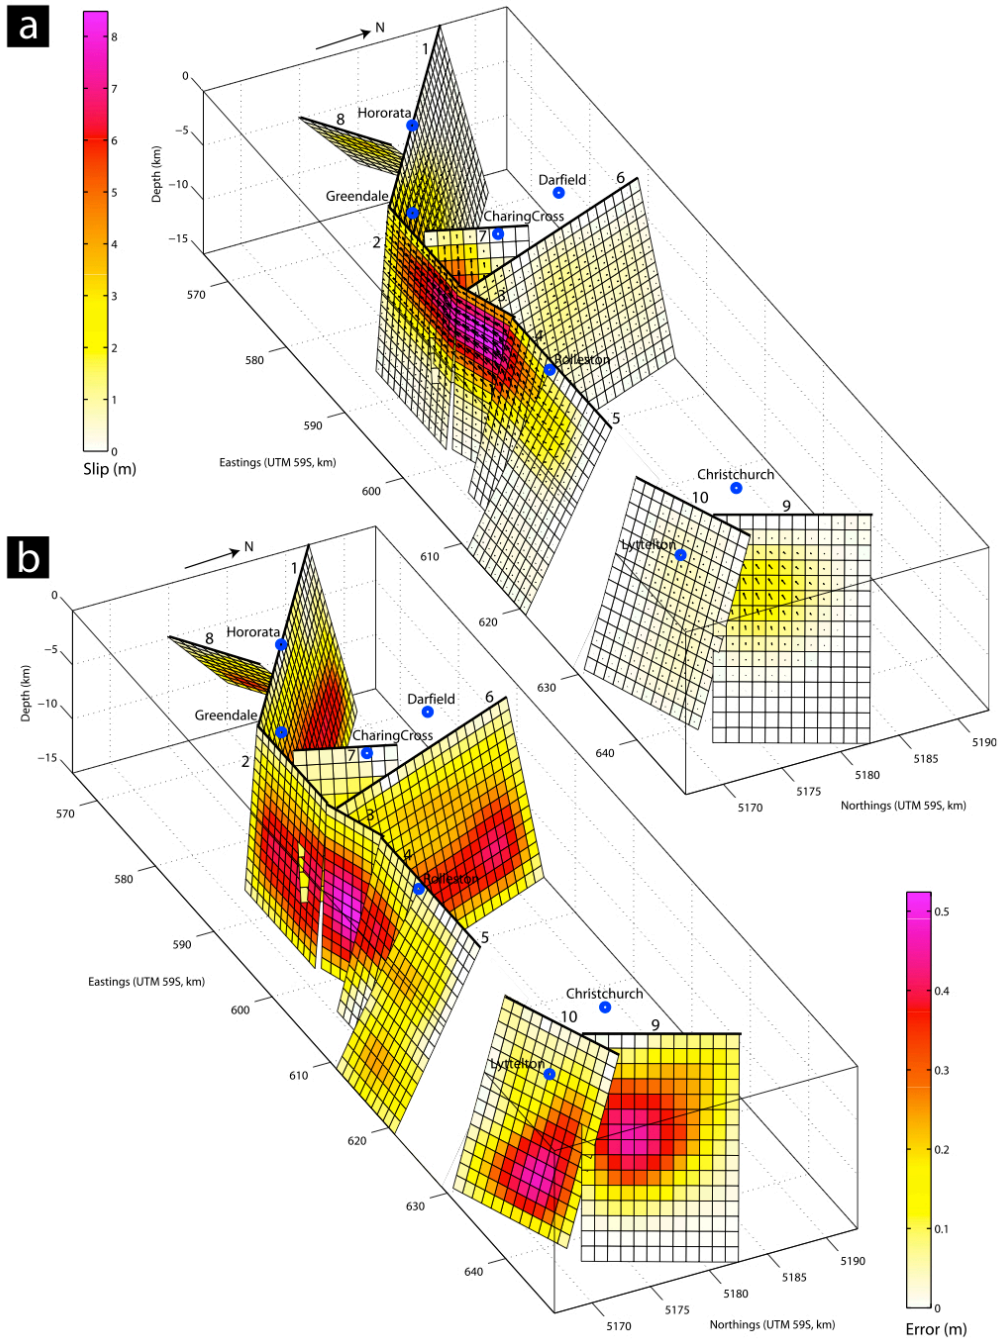 a
8
7
6
5
4
3
2
1
0
Slip (m)
N
0
−5
−10
−15
Depth (km)
1
Hororata
8
Greendale
2
Darfield
6
CharingCross
7
3
4
Rolleston
5
570
580
590
600
610
620
630
640
Eastings (UTM 59S, km)
Christchurch
10
9
Lyttelton
5170
5175
5180
5185
5190
Northings (UTM 59S, km)
b
N
0
−5
−10
−15
Depth (km)
1
Hororata
8
Greendale
2
Darfield
6
CharingCross
7
3
4
Rolleston
5
570
580
590
600
610
620
630
640
Eastings (UTM 59S, km)
Christchurch
10
9
Lyttelton
5170
5175
5180
5185
5190
Northings (UTM 59S, km)
0.5
0.4
0.3
0.2
0.1
0
Error (m)